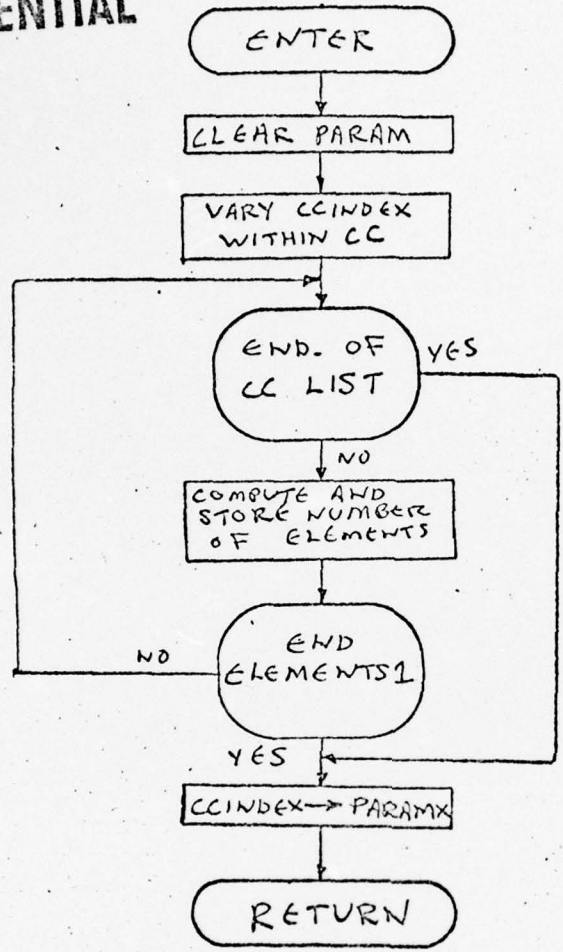 ENTIAL
ENTER
CLEAR PARAM
VARY CCINDEX
WITHIN CC
END. OF
CC LIST
YES
NO
COMPUTE AND
STORE NUMBER
OF ELEMENTS
END
ELEMENTS1
NO
YES
CCINDEX→ PARAMX
RETURN